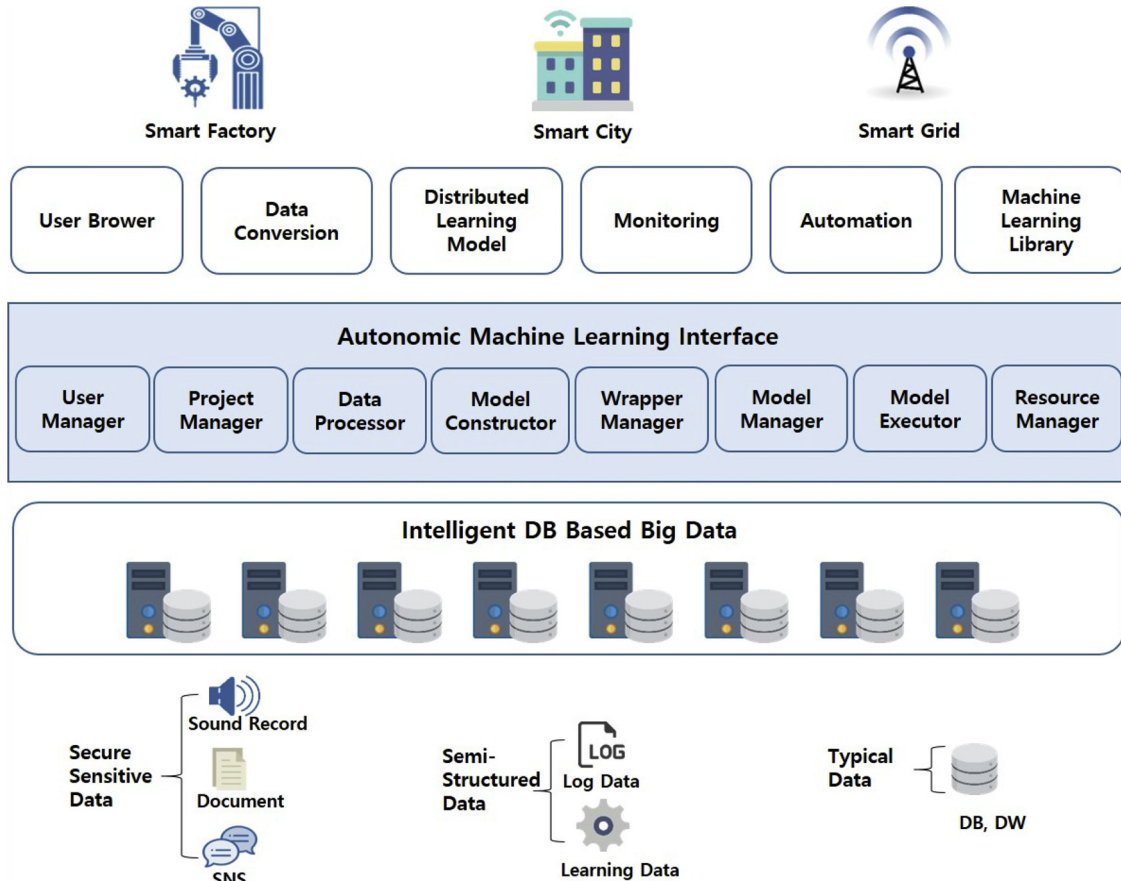 Smart Factory
Smart City
Smart Grid
User Brower
Data
Conversion
Distributed
Learning
Model
Monitoring
Automation
Machine
Learning
Library
Autonomic Machine Learning Interface
User
Manager
Project
Manager
Data
Processor
Model
Constructor
Wrapper
Manager
Model
Manager
Model
Executor
Resource
Manager
Intelligent DB Based Big Data
Secure
Sensitive
Data
Sound Record
Document
SNS
Semi-
Structured
Data
LOG
Log Data
Learning Data
Typical
Data
DB, DW